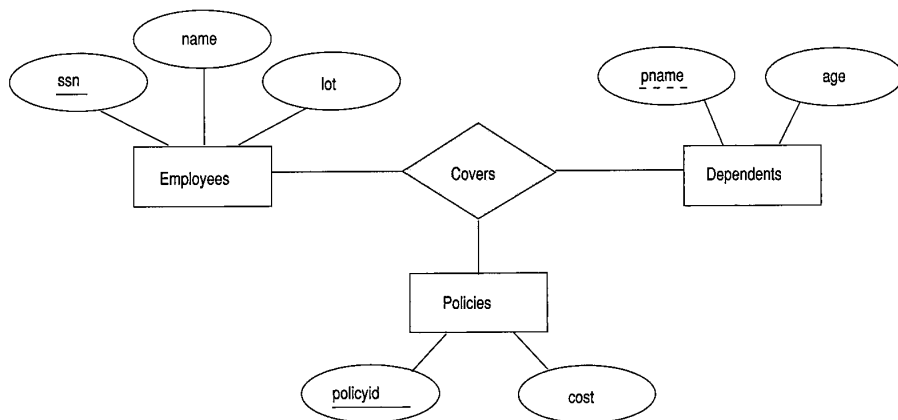 name
ssn
lot
pname
age
Employees
Covers
Dependents
Policies
policyid
cost